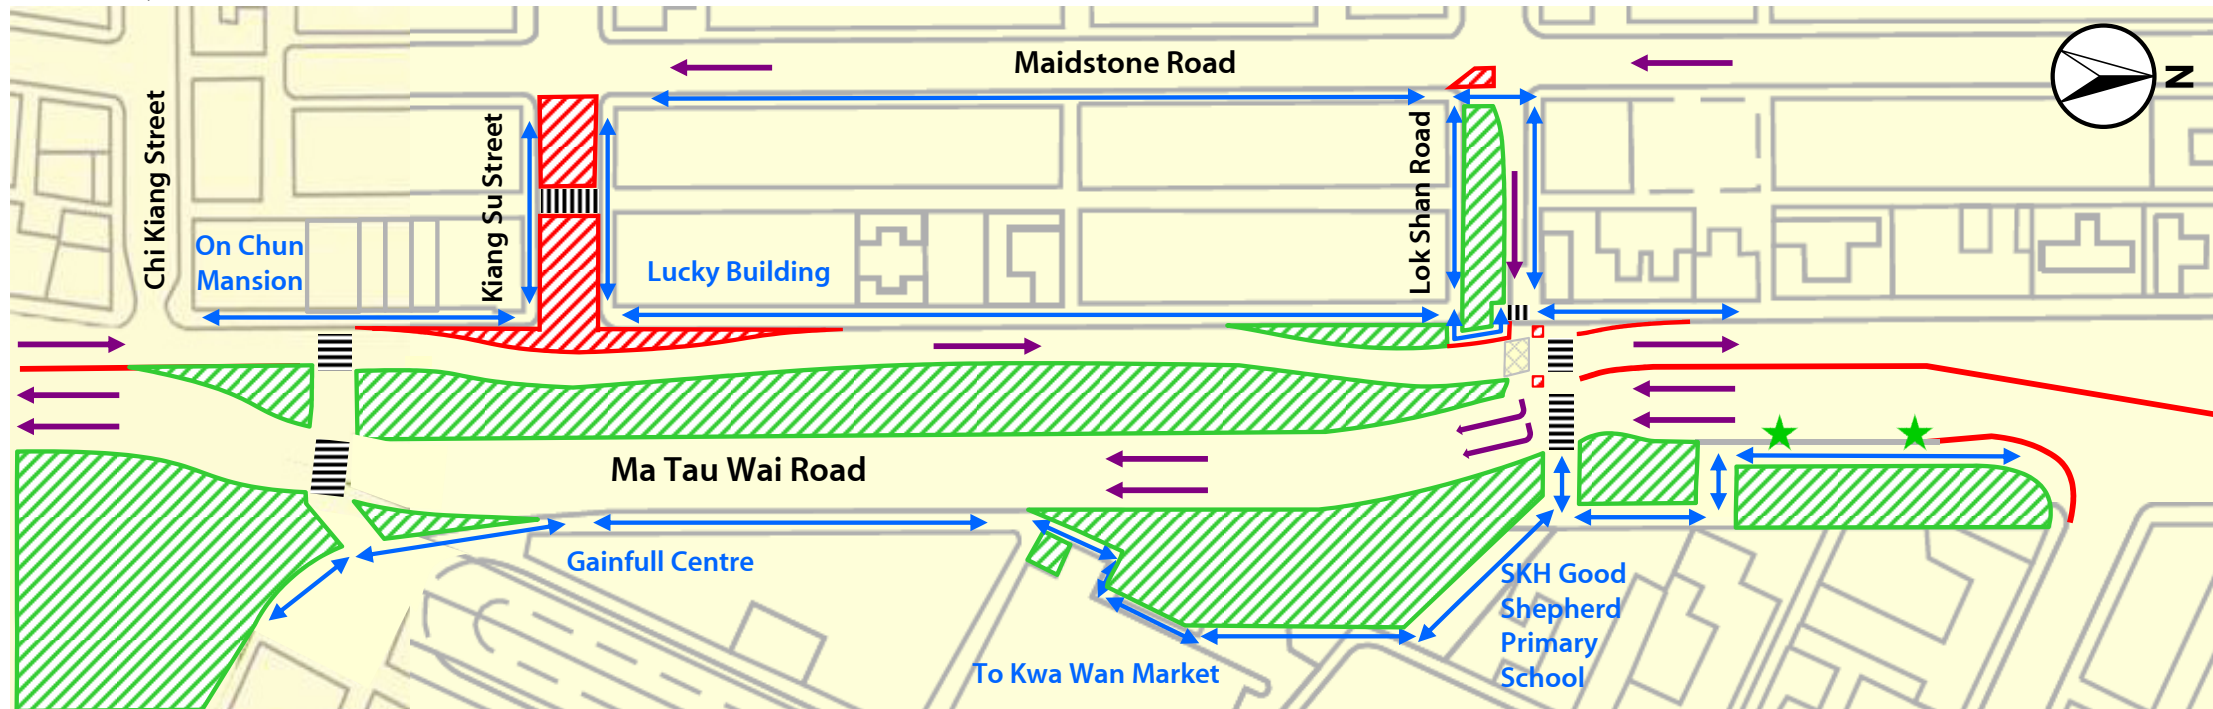 Maidstone Road
N
Chi Kiang Street
Kiang Su Street
Lok Shan Road
On Chun
Mansion
Lucky Building
Ma Tau Wai Road
Gainfull Centre
To Kwa Wan Market
SKH Good
Shepherd
Primary
School